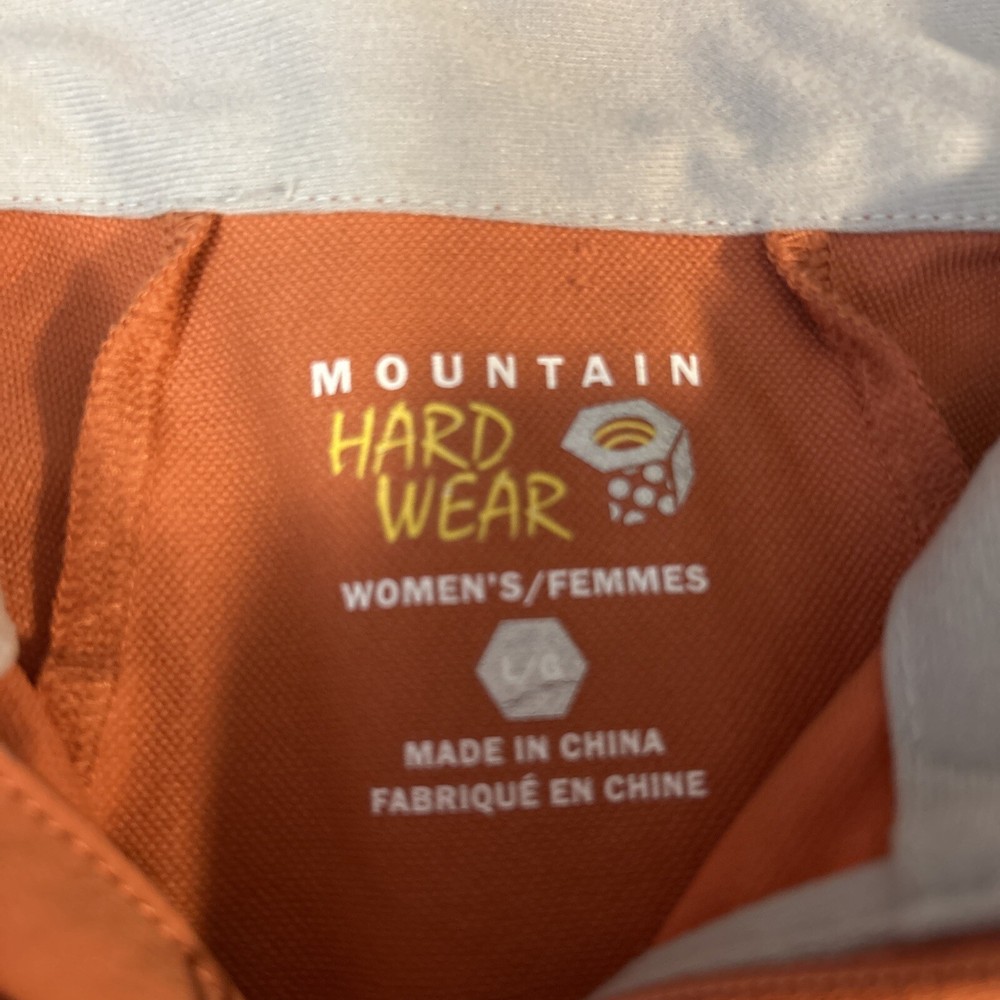 MOUNTAIN
HARD
WEAR
WOMEN'S/FEMMES
L/G
MADE IN CHINA
FABRIQUÉ EN CHINE